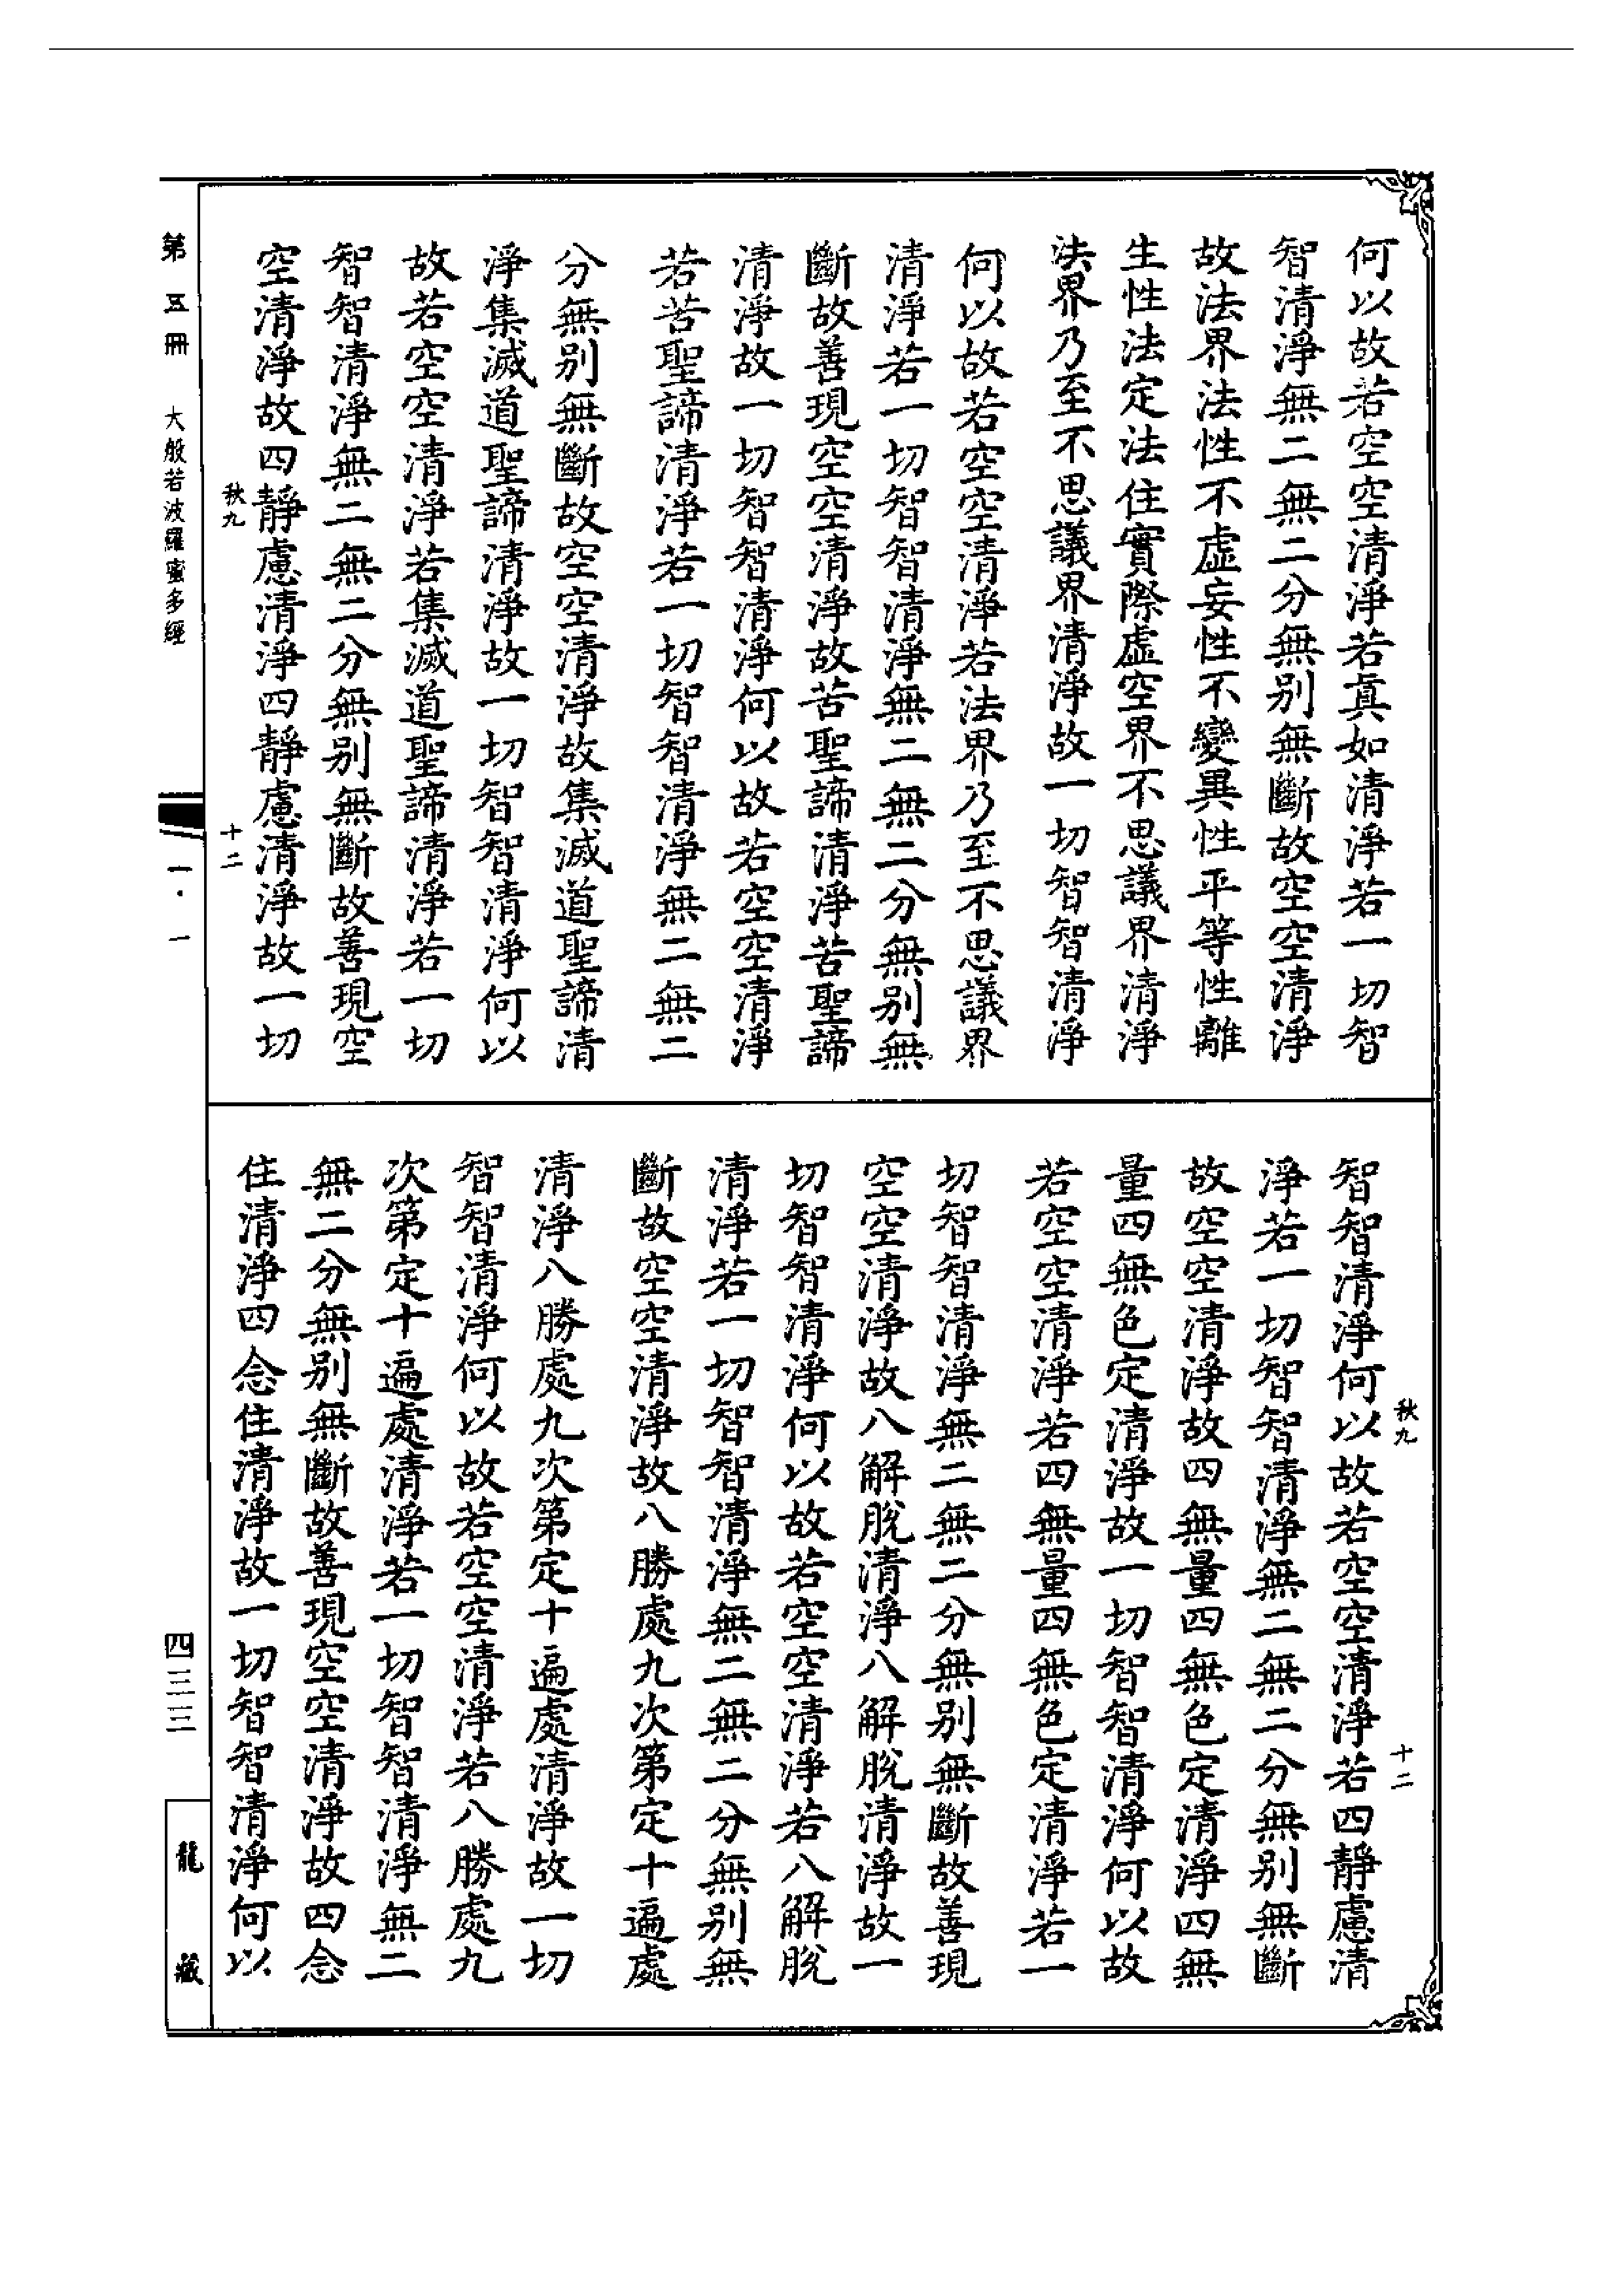 何以故若空空清淨若真如清淨若一切智
智清淨無二無二分無别無斷故空空清淨
故法界法性不虛妄性不變異性平等性離
生性法定法住實際虛空界不思議界清淨
法界乃至不思議界清淨故一切智智清淨
何以故若空空清淨若法界乃至不思議界
清淨若一切智智清淨無二無二分無别無
斷故善現空空清淨故苦聖諦清淨苦聖諦
清淨故一切智智清淨何以故若空空清淨
若苦聖諦清淨若一切智智清淨無二無二
分無别無斷故空空清淨故集滅道聖諦清
淨集滅道聖諦清淨故一切智智清淨何以
故若空空清淨若集滅道聖諦清淨若一切
智智清淨無二無二分無别無斷故善現空
空清淨故四靜慮清淨四靜慮清淨故一切
秋九 十二
智智清淨何以故若空空清淨若四靜慮清
淨若一切智智清淨無二無二分無别無斷
故空空清淨故四無量四無色定清淨四無
量四無色定清淨故一切智智清淨何以故
若空空清淨若四無量四無色定清淨若一
切智智清淨無二無二分無别無斷故善現
空空清淨故八解脫清淨八解脫清淨故一
切智智清淨何以故若空空清淨若八解脫
清淨若一切智智清淨無二無二分無别無
斷故空空清淨故八勝處九次第定十遍處
清淨八勝處九次第定十遍處清淨故一切
智智清淨何以故若空空清淨若八勝處九
次第定十遍處清淨若一切智智清淨無二
無二分無别無斷故善現空空清淨故四念
住清淨四念住清淨故一切智智清淨何以
秋九 十二
第五冊 大般若波羅蜜多經 一·一 四三三
龍藏